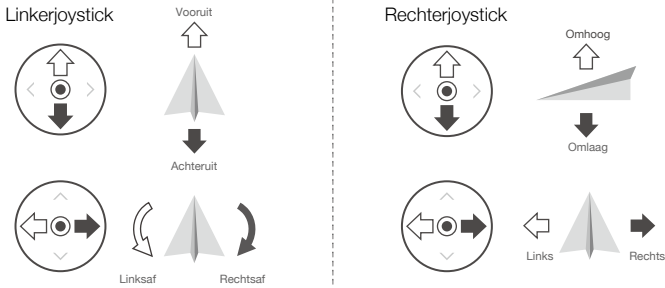 Linkerjoystick
Vooruit
Achteruit
Linksaf
Rechtsaf
Rechterjoystick
Omhoog
Omlaag
Links
Rechts